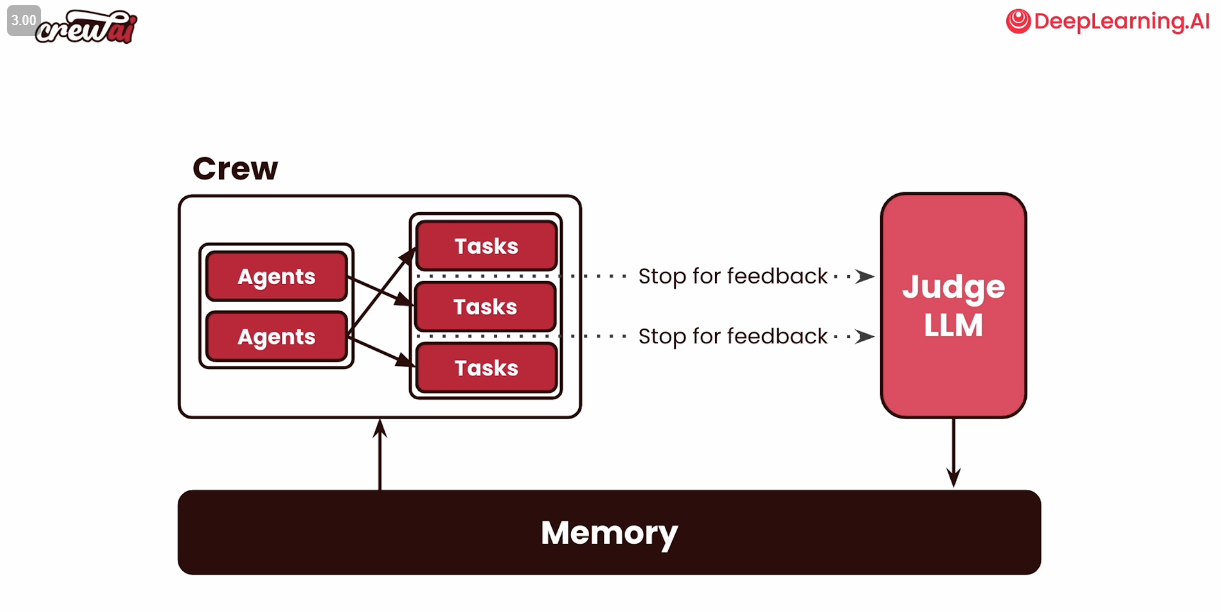 3.00
crewai
DeepLearning.AI
Crew
Agents
Agents
Tasks
Tasks
Tasks
Stop for feedback
Stop for feedback
Judge
LLM
Memory